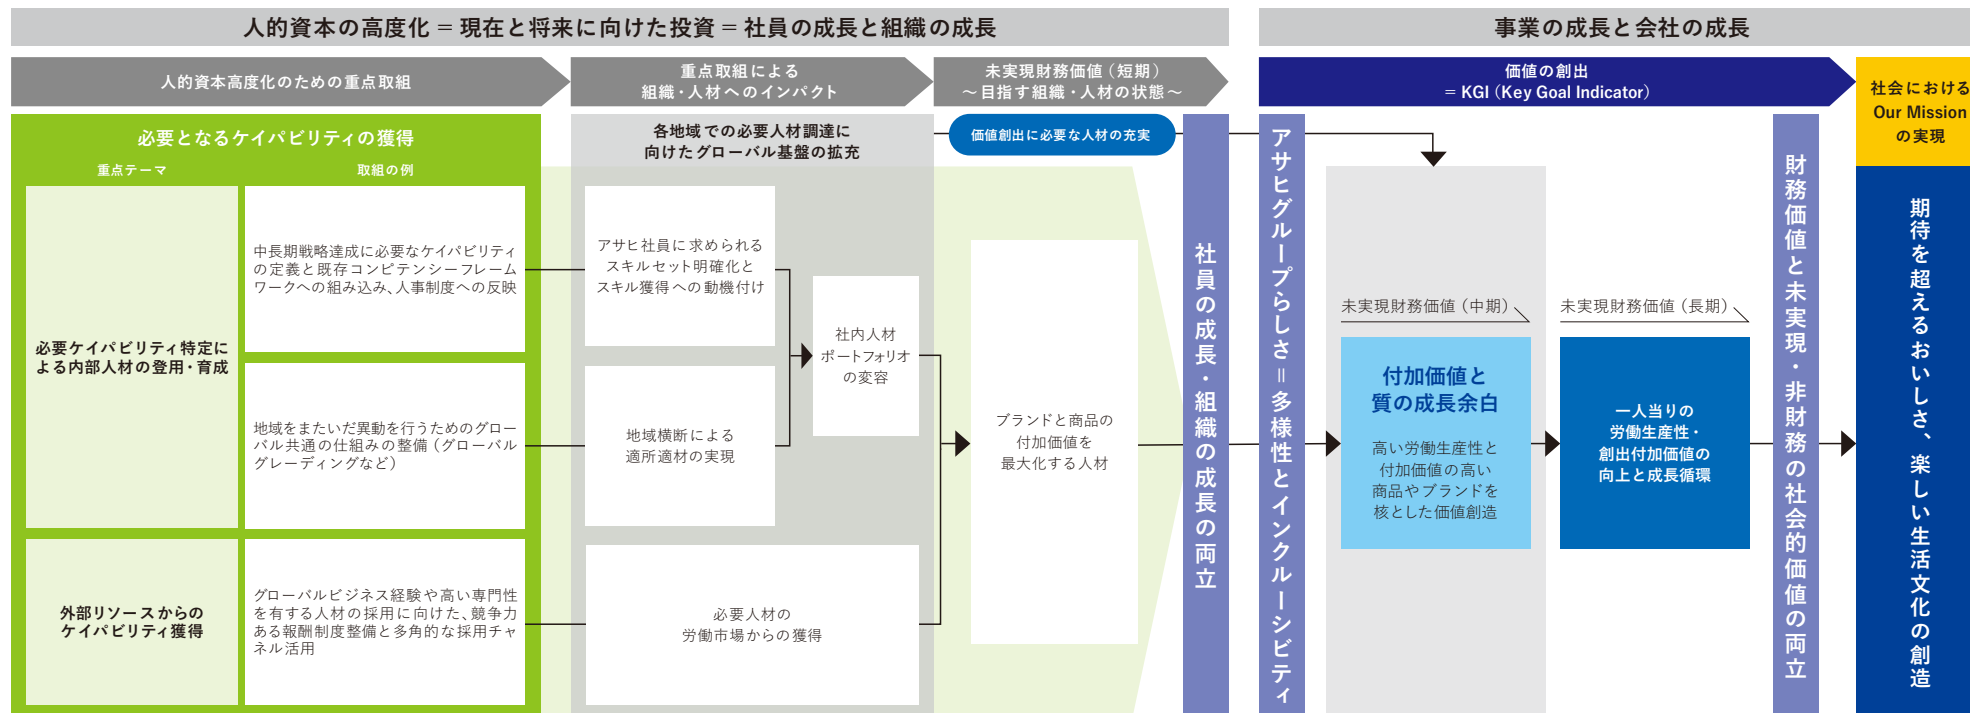 人的資本の高度化 = 現在と将来に向けた投資 = 社員の成長と組織の成長
事業の成長と会社の成長
人的資本高度化のための重点取組
重点取組による
組織・人材へのインパクト
未実現財務価値（短期）
～目指す組織・人材の状態～
価値の創出
= KGI（Key Goal Indicator）
社会における
Our Mission
の実現
必要となるケイパビリティの獲得
重点テーマ
取組の例
各地域での必要人材調達に
向けたグローバル基盤の拡充
価値創出に必要な人材の充実
必要ケイパビリティ特定に
よる内部人材の登用・育成
中長期戦略達成に必要なケイパビリティ
の定義と既存コンピテンシーフレーム
ワークへの組み込み、人事制度への反映
地域をまたいだ異動を行うためのグロー
バル共通の仕組みの整備（グローバル
グレーディングなど）
外部リソースからの
ケイパビリティ獲得
グローバルビジネス経験や高い専門性
を有する人材の採用に向けた、競争力
ある報酬制度整備と多角的な採用チャ
ネル活用
アサヒ社員に求められる
スキルセット明確化と
スキル獲得への動機付け
地域横断による
適所適材の実現
社内人材
ポートフォリオ
の変容
必要人材の
労働市場からの獲得
ブランドと商品の
付加価値を
最大化する人材
社員の成長・組織の成長の両立
アサヒグループらしさ＝多様性とインクルーシビティ
未実現財務価値（中期）
付加価値と
質の成長余白
高い労働生産性と
付加価値の高い
商品やブランドを
核とした価値創造
未実現財務価値（長期）
一人当りの
労働生産性・
創出付加価値の
向上と成長循環
財務価値と未実現・非財務の社会的価値の両立
期待を超えるおいしさ、楽しい生活文化の創造